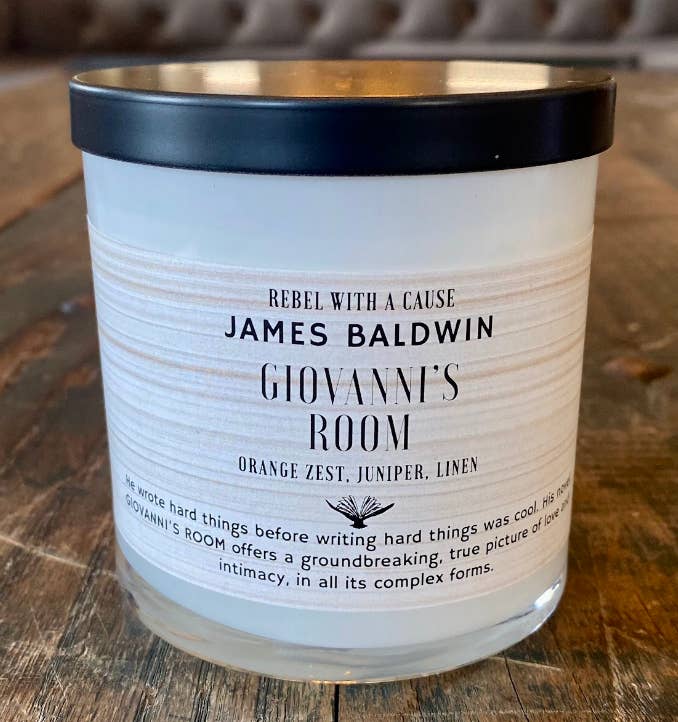 REBEL WITH A CAUSE
JAMES BALDWIN
GIOVANNI'S
ROOM
ORANGE ZEST, JUNIPER, LINEN
He wrote hard things before writing hard things was cool. His novel
GIOVANNI'S ROOM offers a groundbreaking, true picture of love and
intimacy, in all its complex forms.